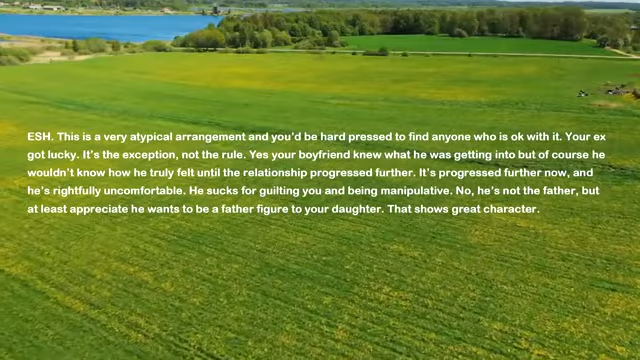 ESH. This is a very atypical arrangement and you'd be hard pressed to find anyone who is ok with it. Your ex
got lucky. It's the exception, not the rule. Yes your boyfriend knew what he was getting into but of course he
wouldn't know how he truly felt until the relationship progressed further. It's progressed further now, and
he's rightfully uncomfortable. He sucks for guilting you and being manipulative. No, he's not the father, but
at least appreciate he wants to be a father figure to your daughter. That shows great character.